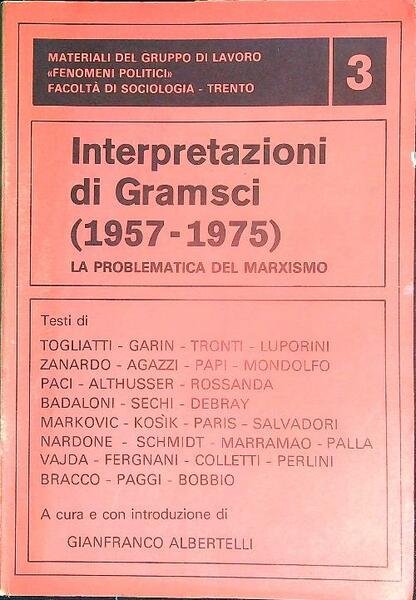 MATERIALI DEL GRUPPO DI LAVORO
«FENOMENI POLITICI»
FACOLTÀ DI SOCIOLOGIA - TRENTO
3
Interpretazioni
di Gramsci
(1957-1975)
LA PROBLEMATICA DEL MARXISMO
Testi di
TOGLIATTI - GARIN - TRONTI - LUPORINI
ZANARDO - AGAZZI - PAPI - MONDOLFO
PACI - ALTHUSSER - ROSSANDA
BADALONI - SECHI - DEBRAY
MARKOVIC - KOSÌK - PARIS - SALVADORI
NARDONE - SCHMIDT - MARRAMAO - PALLA
VAJDA - FERGNANI - COLLETTI - PERLINI
BRACCO - PAGGI - BOBBIO
A cura e con introduzione di
GIANFRANCO ALBERTELLI